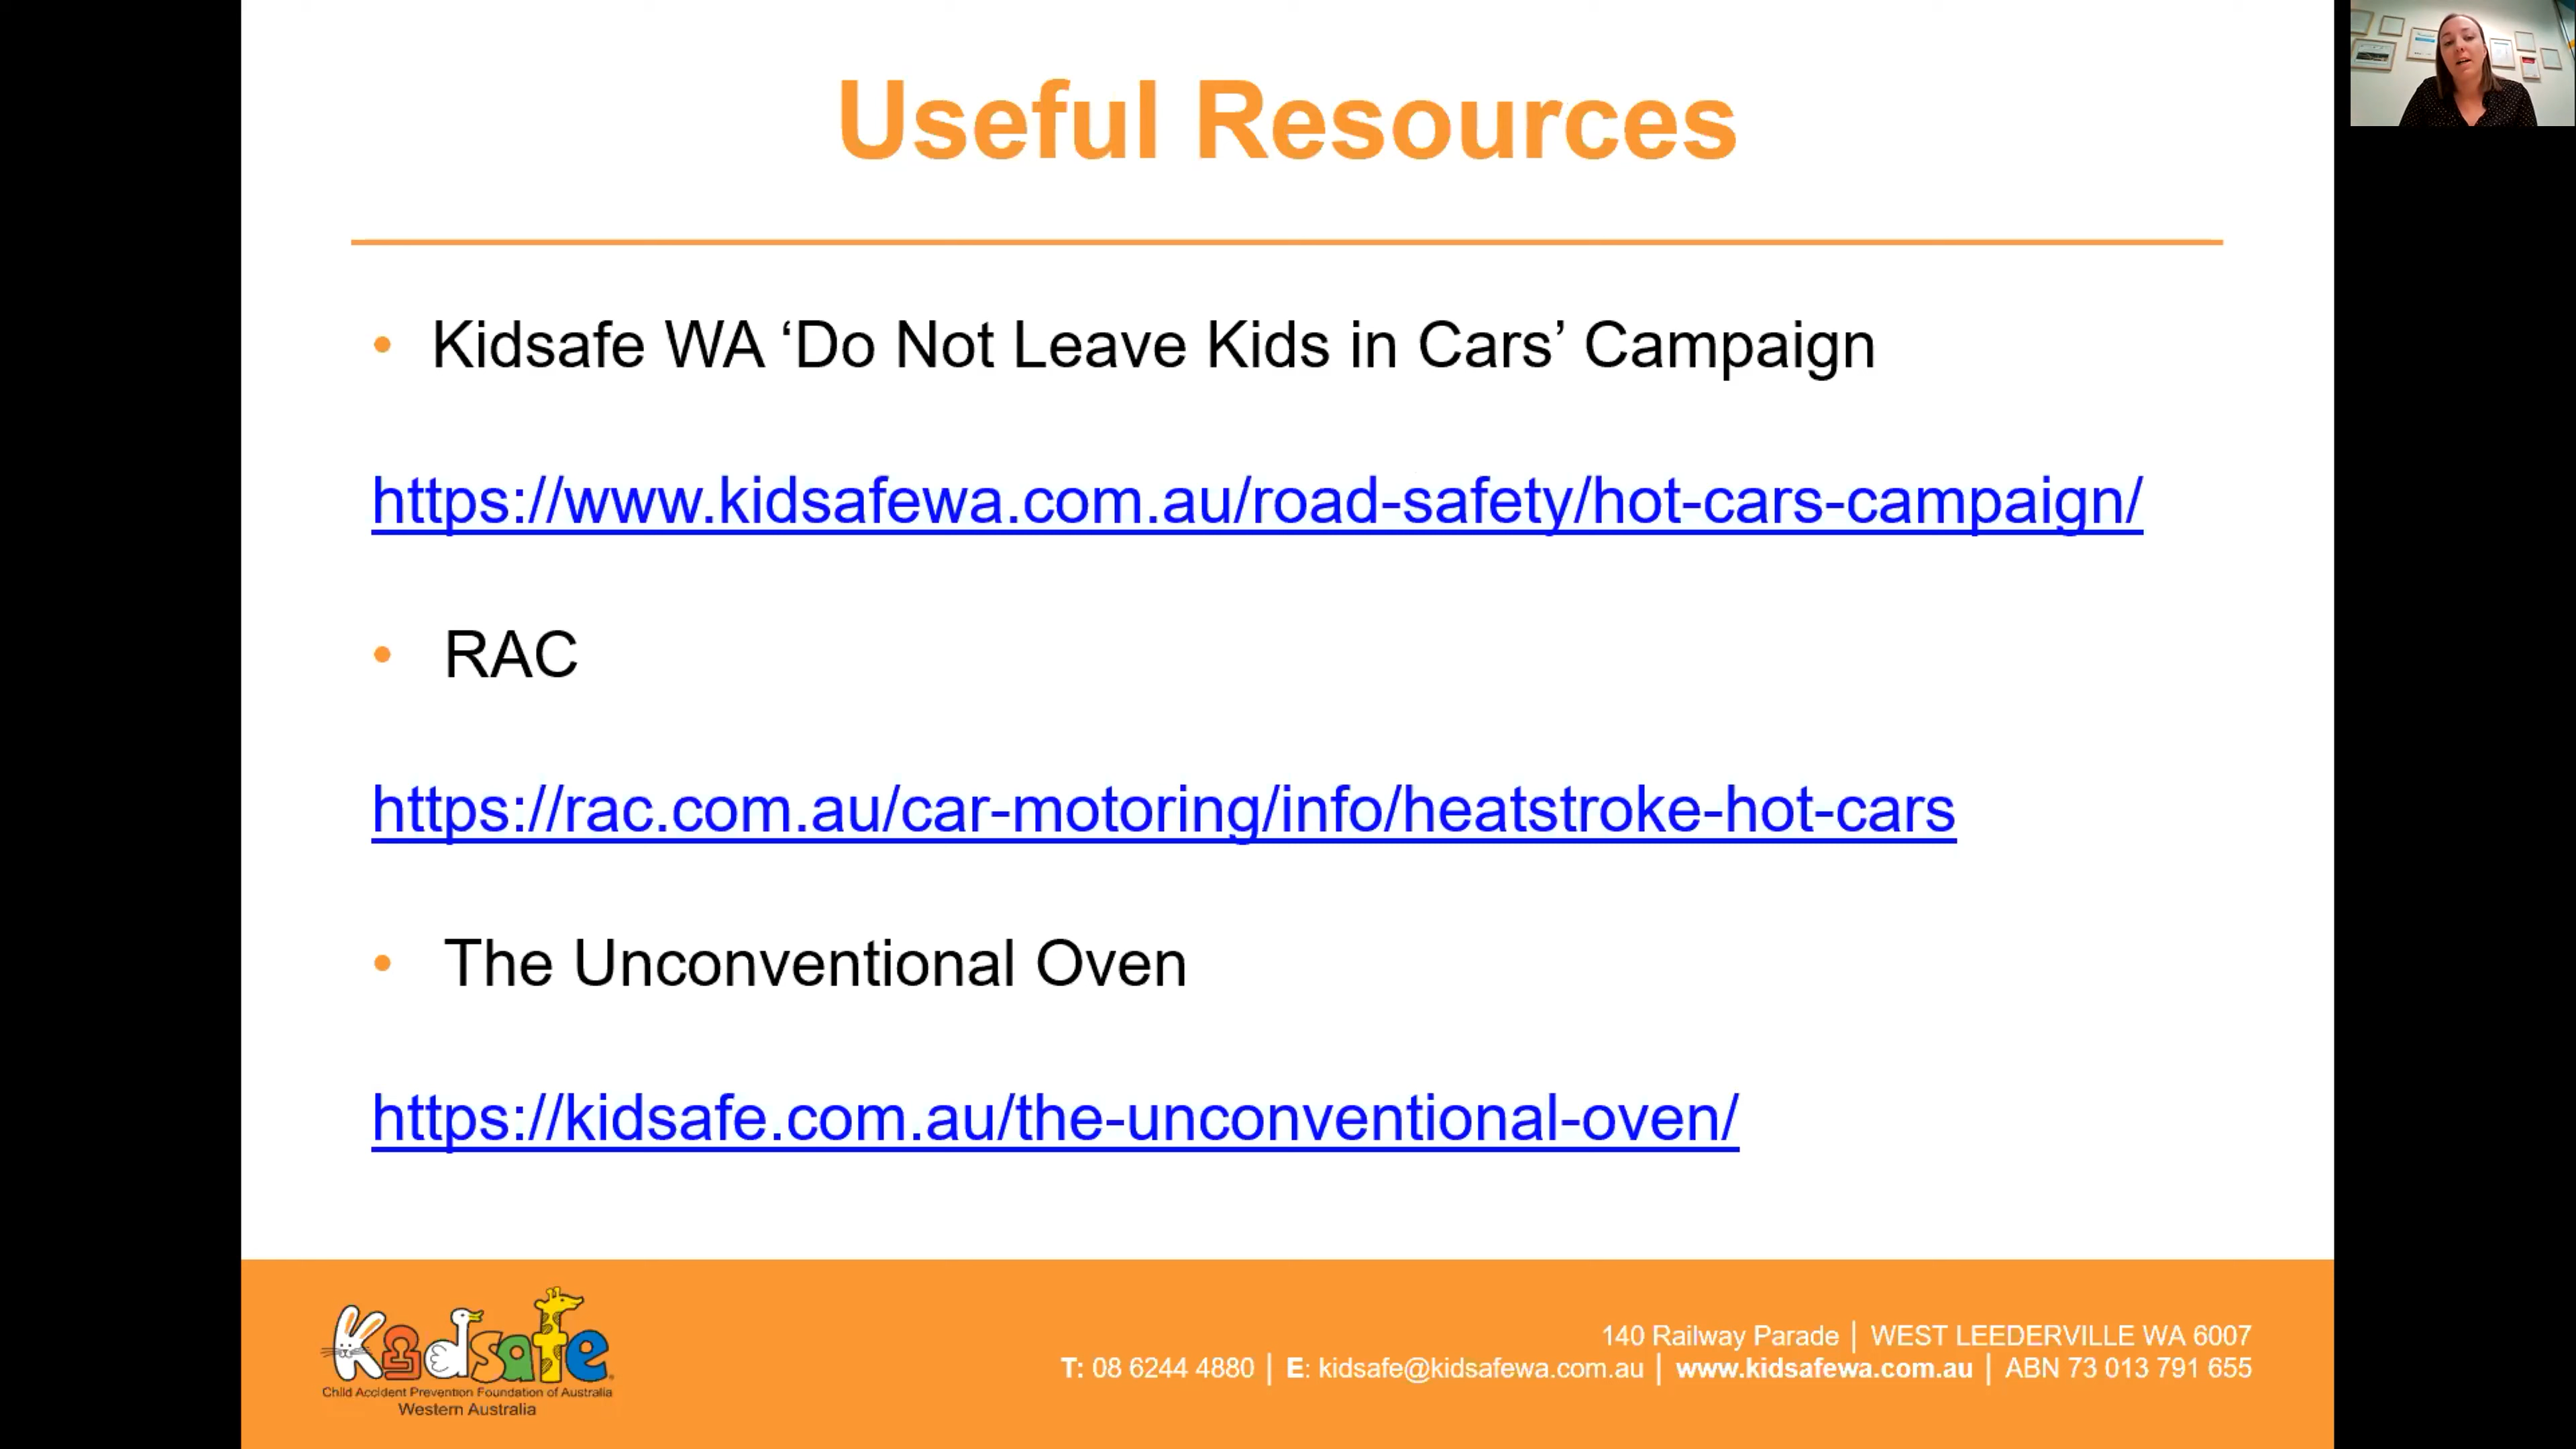 Useful Resources
• Kidsafe WA ‘Do Not Leave Kids in Cars’ Campaign
https://www.kidsafewa.com.au/road-safety/hot-cars-campaign/
• RAC
https://rac.com.au/car-motoring/info/heatstroke-hot-cars
• The Unconventional Oven
https://kidsafe.com.au/the-unconventional-oven/
Kidsafe
Child Accident Prevention Foundation of Australia
Western Australia
140 Railway Parade | WEST LEEDERVILLE WA 6007
T: 08 6244 4880 | E: kidsafe@kidsafewa.com.au | www.kidsafewa.com.au | ABN 73 013 791 655